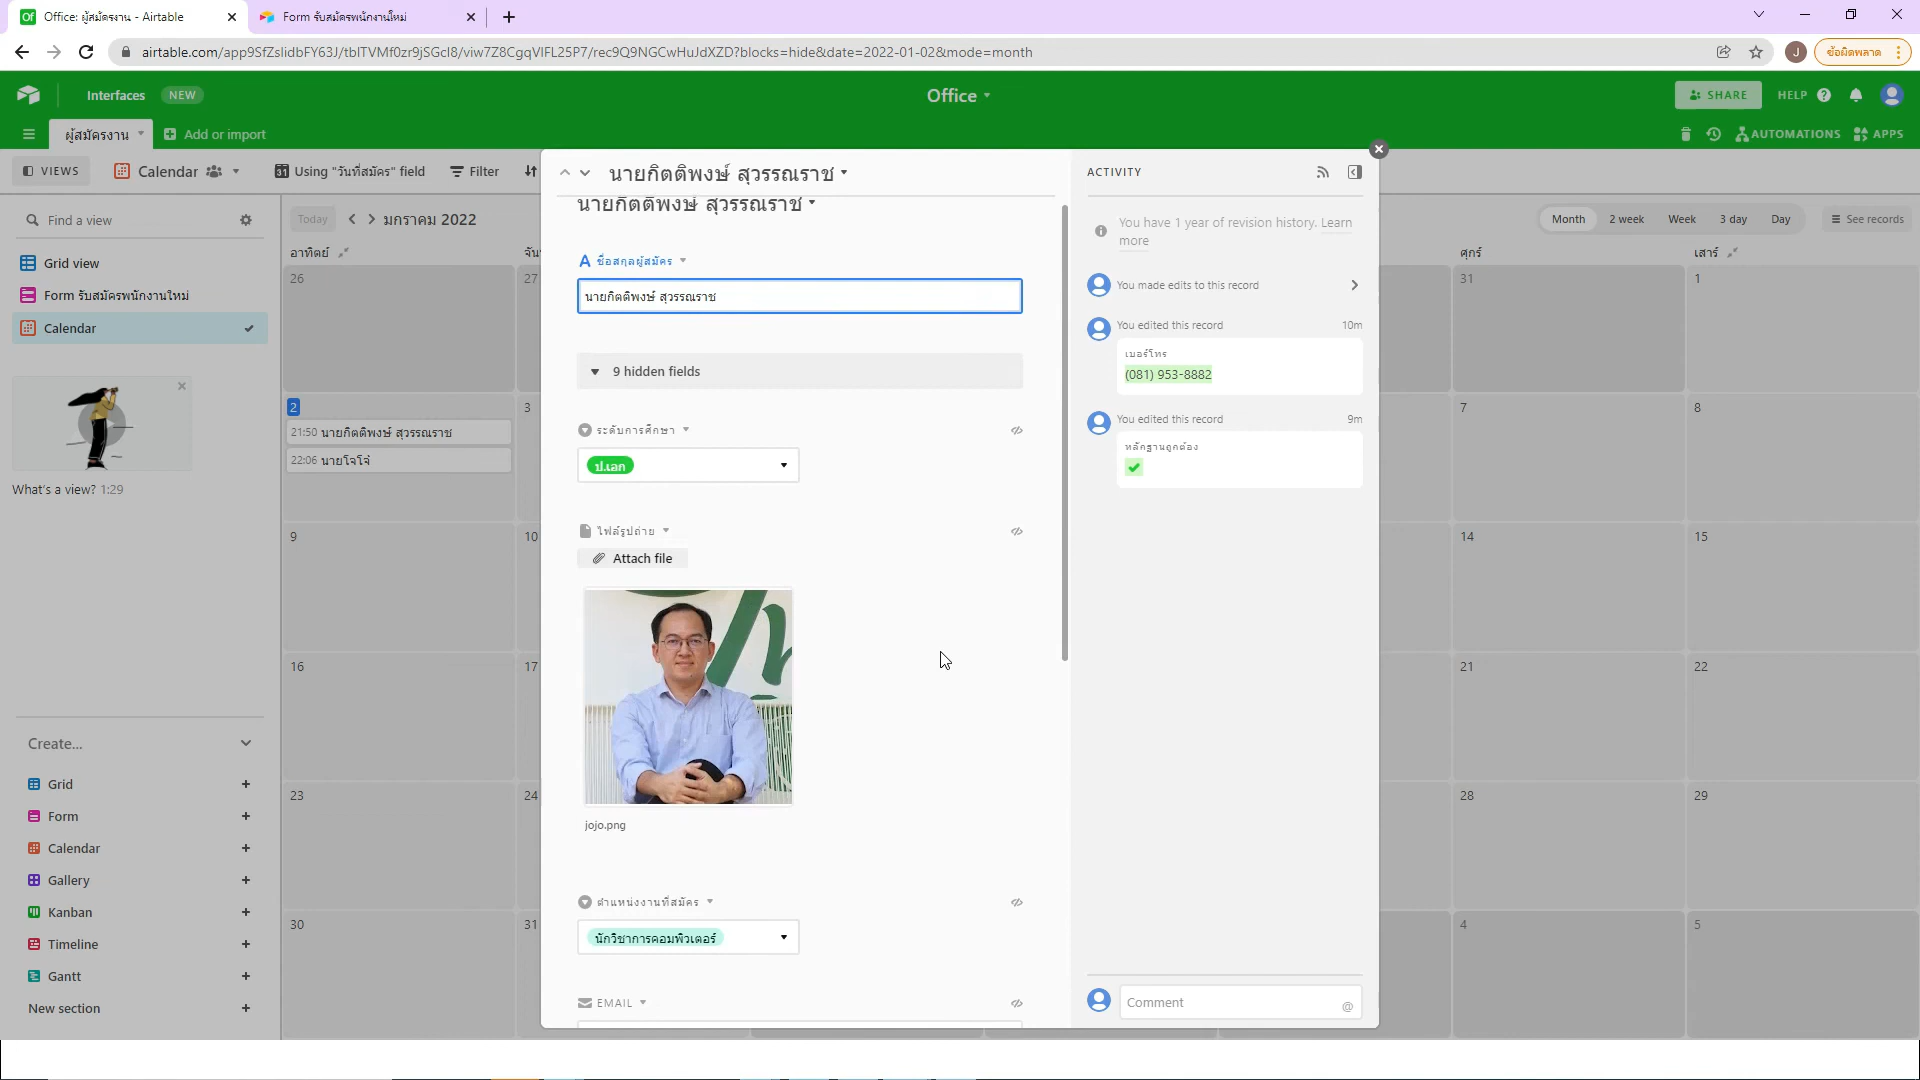 Office: ผู้สมัครงาน - Airtable
Form รับสมัครพนักงานใหม่
airtable.com/app9SfZslidbFY63J/tblTVMf0zr9jSGcl8/viw7Z8CgqVlFL25P7/rec9Q9NGCwHuJdXZD?blocks=hide&date=2022-01-02&mode=month
J
ข้อผิดพลาด
Interfaces NEW
Office
SHARE
HELP
ผู้สมัครงาน
Add or import
AUTOMATIONS
APPS
VIEWS
Calendar
Using "วันที่สมัคร" field
Filter
Find a view
Grid view
Form รับสมัครพนักงานใหม่
Calendar
What's a view? 1:29
Create...
Grid
Form
Calendar
Gallery
Kanban
Timeline
Gantt
New section
Today
มกราคม 2022
Month
2 week
Week
3 day
Day
See records
อาทิตย์
จัน
ศุกร์
เสาร์
26
27
31
1
2
3
7
8
21:50 นายกิตติพงษ์ สุวรรณราช
22:06 นายโจโจ้
9
10
14
15
16
17
21
22
23
24
28
29
30
31
4
5
นายกิตติพงษ์ สุวรรณราช
นายกิตติพงษ์ สุวรรณราช
A ชื่อสกุลผู้สมัคร
นายกิตติพงษ์ สุวรรณราช
9 hidden fields
ระดับการศึกษา
ป.เอก
ไฟล์รูปถ่าย
Attach file
jojo.png
ตำแหน่งงานที่สมัคร
นักวิชาการคอมพิวเตอร์
EMAIL
ACTIVITY
You have 1 year of revision history. Learn
more
You made edits to this record
You edited this record 10m
เบอร์โทร
(081) 953-8882
You edited this record 9m
หลักฐานถูกต้อง
Comment
@